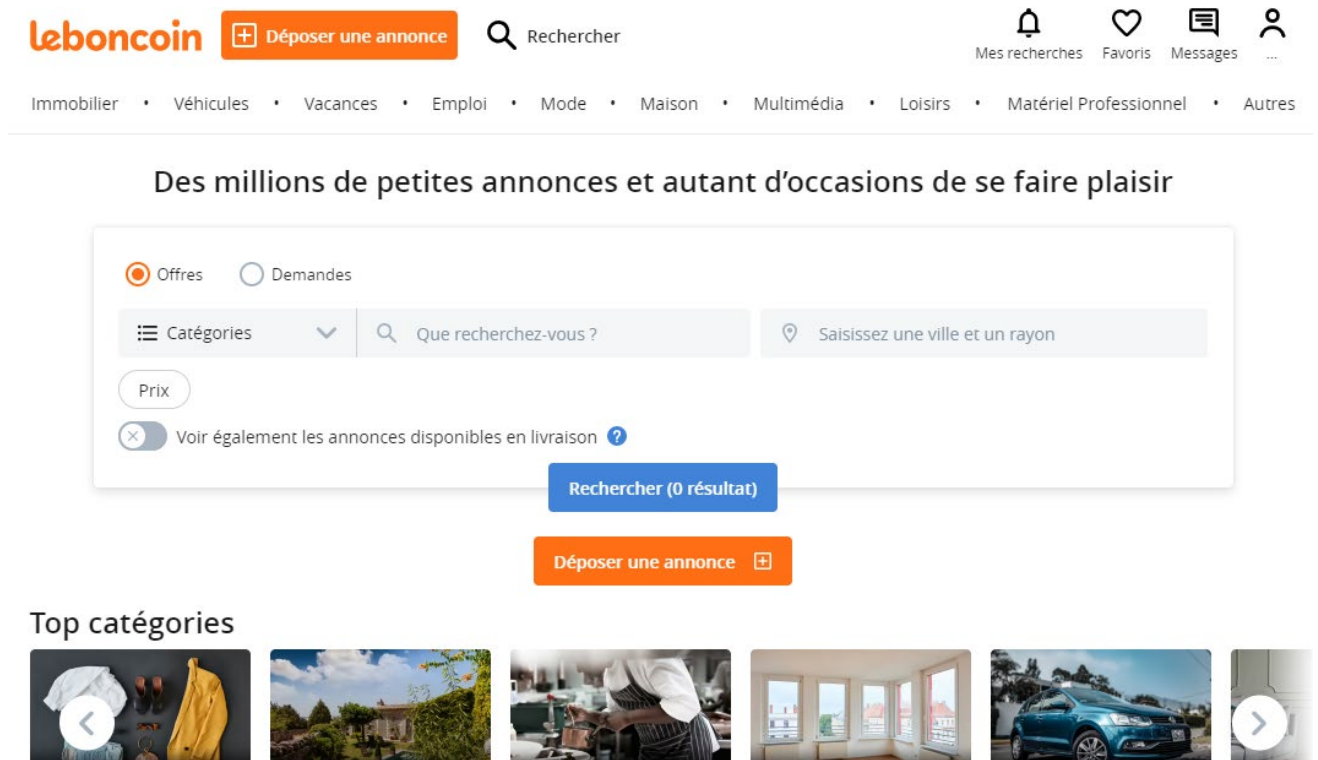 leboncoin
Déposer une annonce
Rechercher
Mes recherches
Favoris
Messages
...
Immobilier • Véhicules • Vacances • Emploi • Mode • Maison • Multimédia • Loisirs • Matériel Professionnel • Autres
Des millions de petites annonces et autant d’occasions de se faire plaisir
Offres
Demandes
Catégories
Que recherchez-vous ?
Saisissez une ville et un rayon
Prix
Voir également les annonces disponibles en livraison ?
Rechercher (0 résultat)
Déposer une annonce
Top catégories